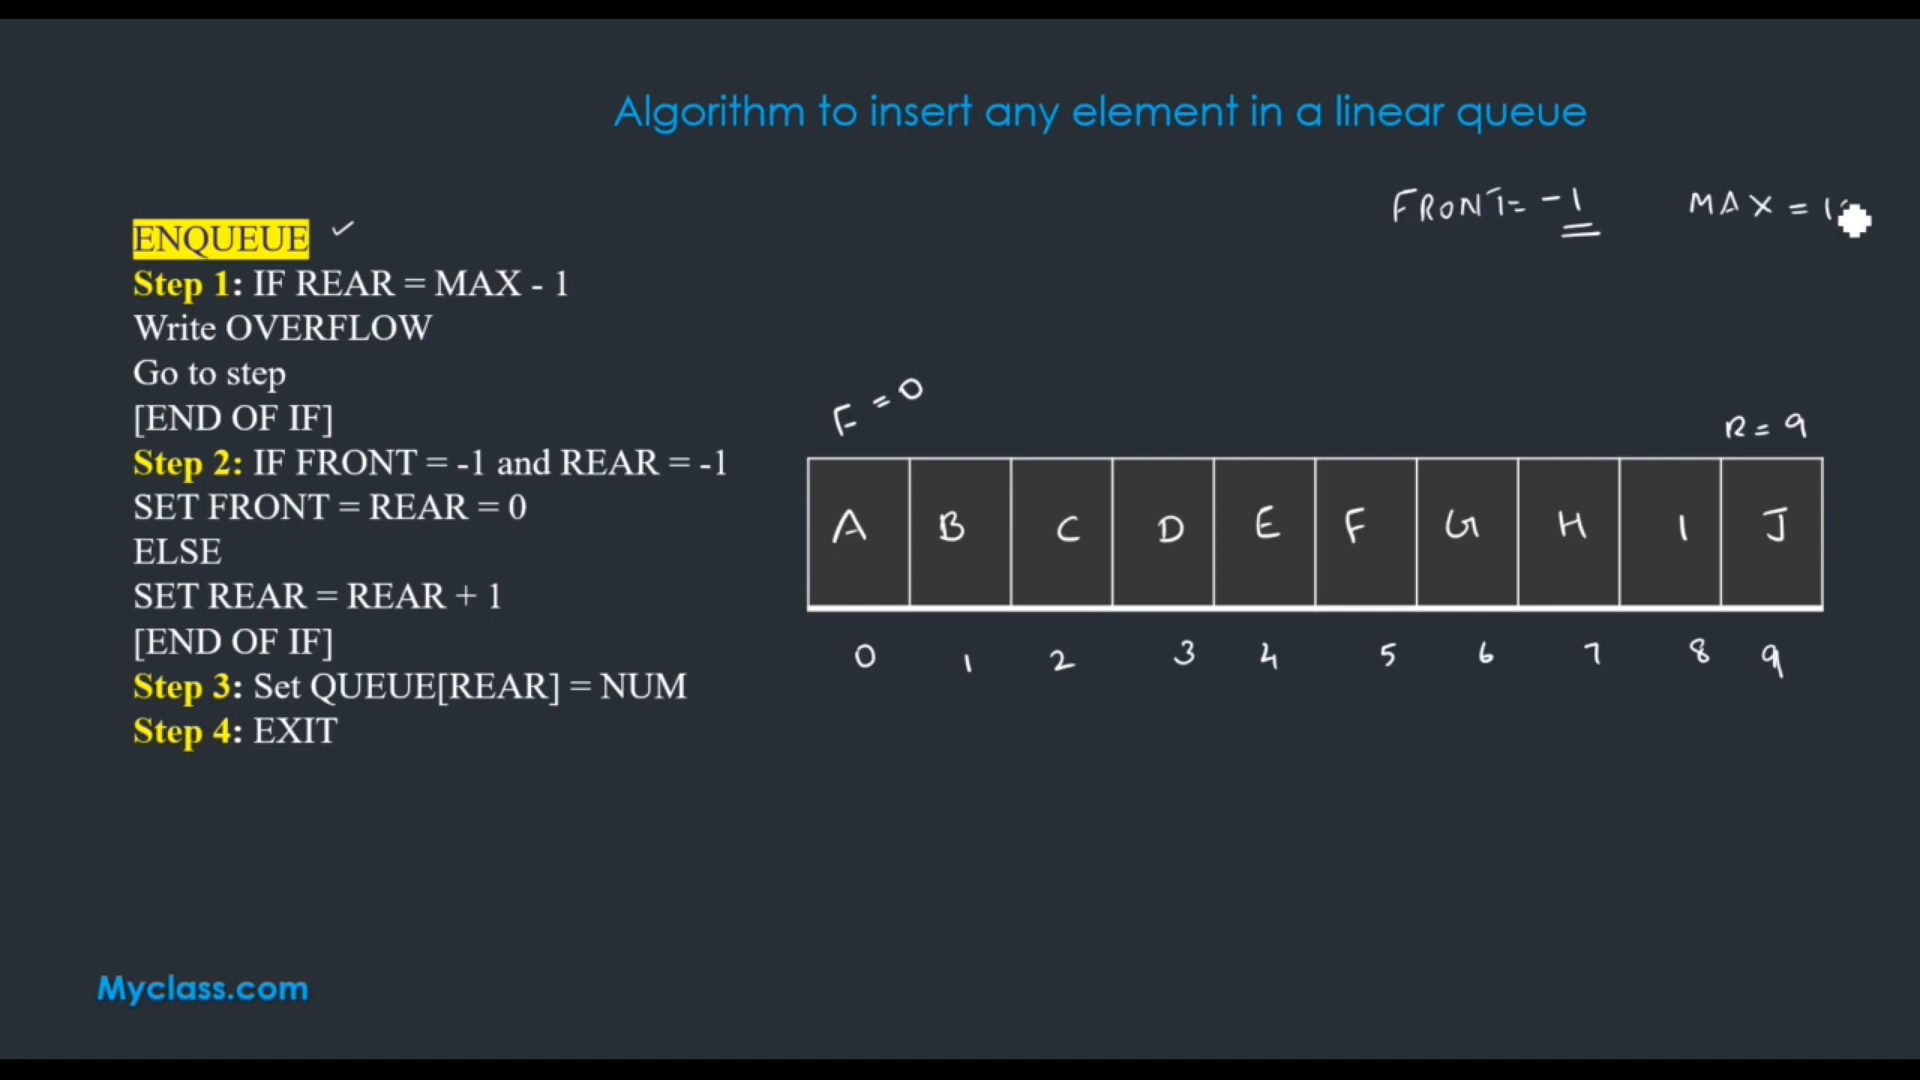 Algorithm to insert any element in a linear queue
FRONT = -1 MAX =
ENQUEUE
Step 1: IF REAR = MAX - 1
Write OVERFLOW
Go to step
[END OF IF]
Step 2: IF FRONT = -1 and REAR = -1
SET FRONT = REAR = 0
ELSE
SET REAR = REAR + 1
[END OF IF]
Step 3: Set QUEUE[REAR] = NUM
Step 4: EXIT
F = 0
R = 9
A B C D E F G H I J
0 1 2 3 4 5 6 7 8 9
Myclass.com